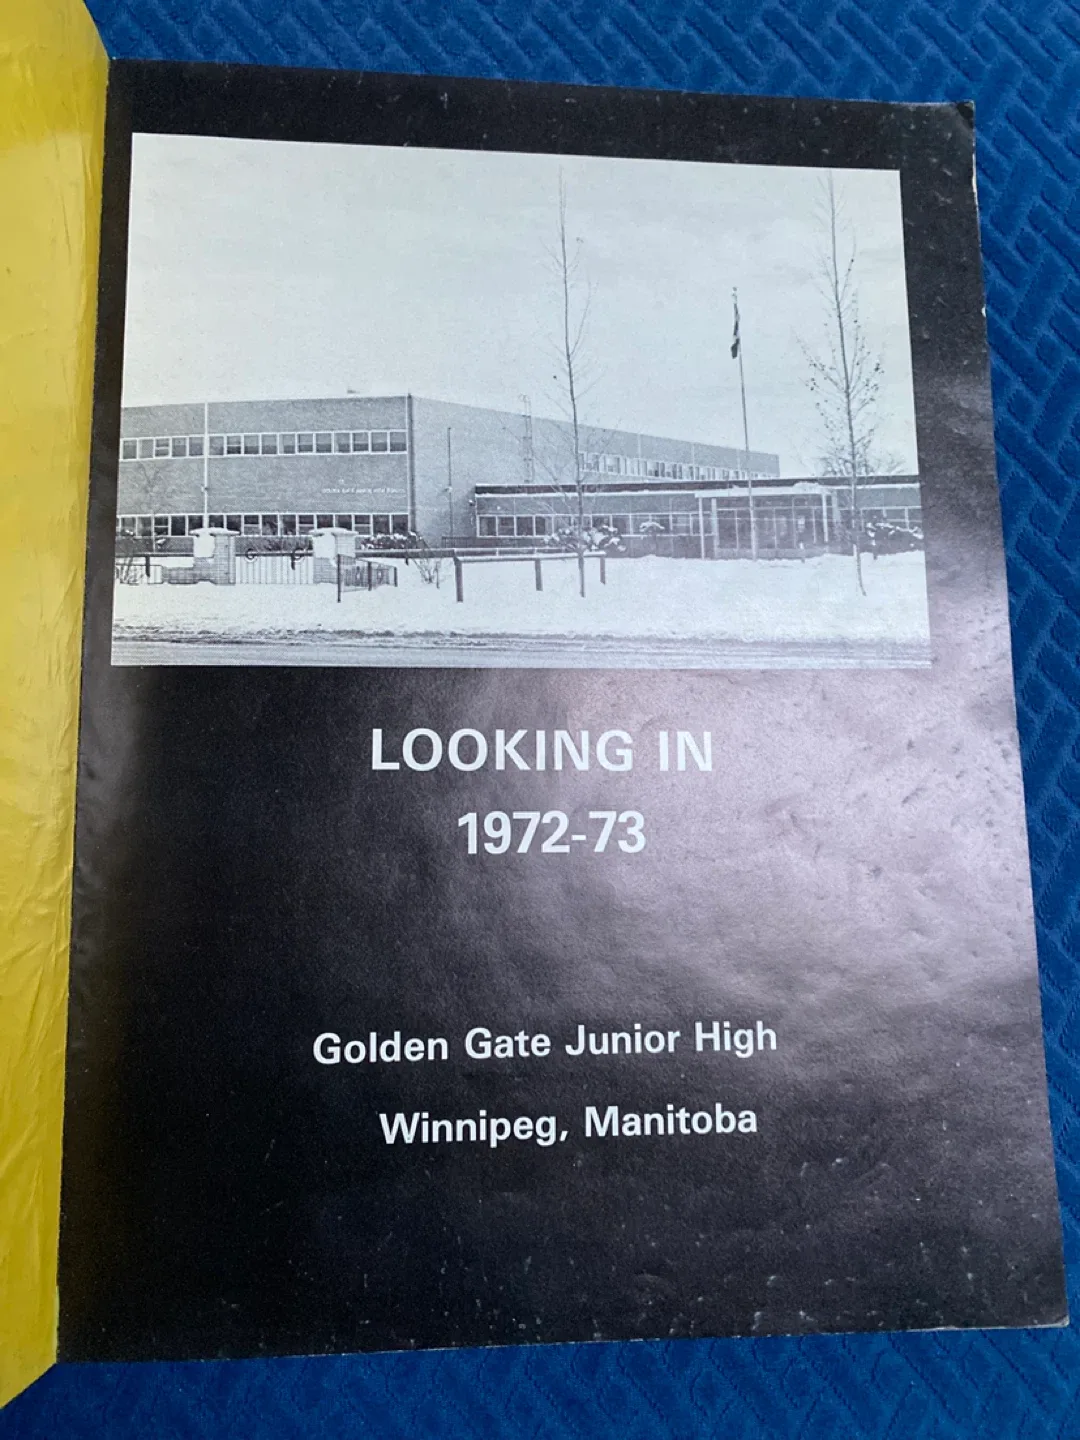 LOOKING IN
1972-73
Golden Gate Junior High
Winnipeg, Manitoba